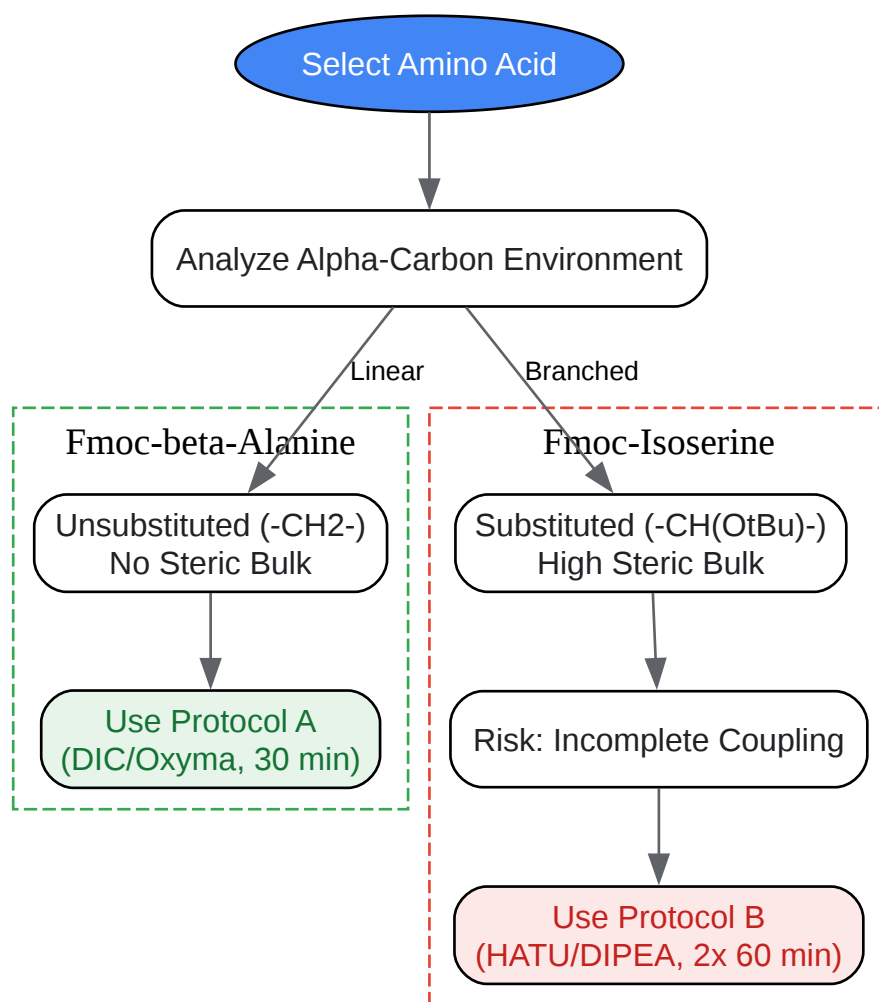 Select Amino Acid
Analyze Alpha-Carbon Environment
Linear
Branched
Fmoc-beta-Alanine
Unsubstituted (-CH2-)
No Steric Bulk
Use Protocol A
(DIC/Oxyma, 30 min)
Fmoc-Isoserine
Substituted (-CH(OtBu)-)
High Steric Bulk
Risk: Incomplete Coupling
Use Protocol B
(HATU/DIPEA, 2x 60 min)